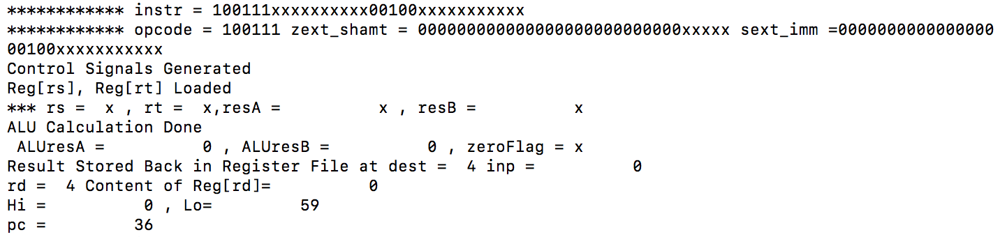 ************ instr = 100111xxxxxxxxxx00100xxxxxxxxxxx
************ opcode = 100111 zext_shamt = 000000000000000000000000000xxxxx sext_imm =0000000000000000
00100xxxxxxxxxxx
Control Signals Generated
Reg[rs], Reg[rt] Loaded
*** rs =  x , rt =  x,resA =          x , resB =          x
ALU Calculation Done
 ALUresA =          0 , ALUresB =          0 , zeroFlag = x
Result Stored Back in Register File at dest =  4 inp =          0
rd =  4 Content of Reg[rd]=          0
Hi =          0 , Lo=         59
pc =         36